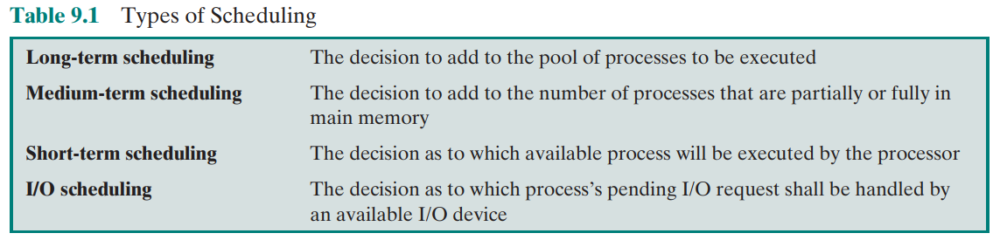 Table 9.1 Types of Scheduling
Long-term scheduling The decision to add to the pool of processes to be executed
Medium-term scheduling The decision to add to the number of processes that are partially or fully in
main memory
Short-term scheduling The decision as to which available process will be executed by the processor
I/O scheduling The decision as to which process’s pending I/O request shall be handled by
an available I/O device